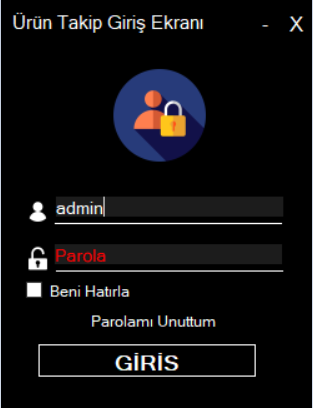 Ürün Takip Giriş Ekranı - X
admin
Parola
Beni Hatırla
Parolamı Unuttum
GİRİS